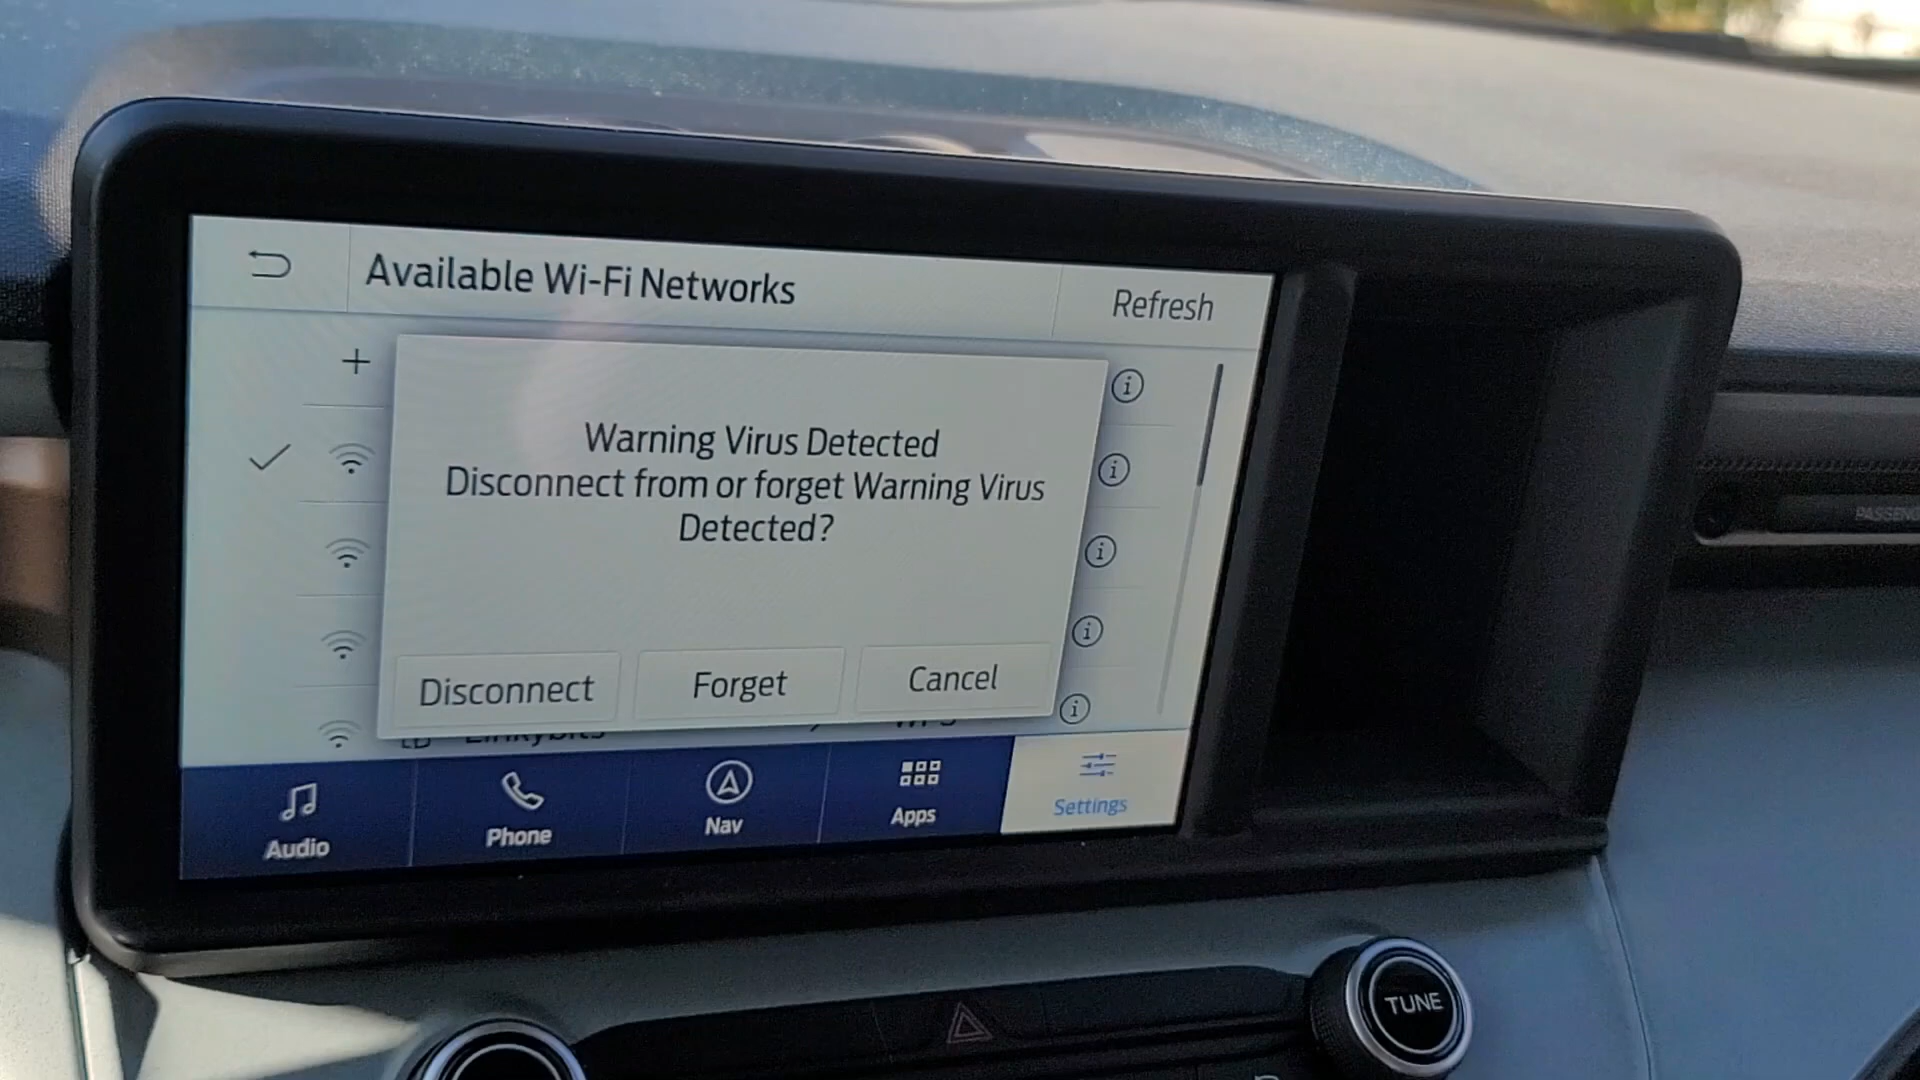 Available Wi-Fi Networks
Refresh
Warning Virus Detected
Disconnect from or forget Warning Virus
Detected?
Disconnect
Forget
Cancel
Audio
Phone
Nav
Apps
Settings
TUNE